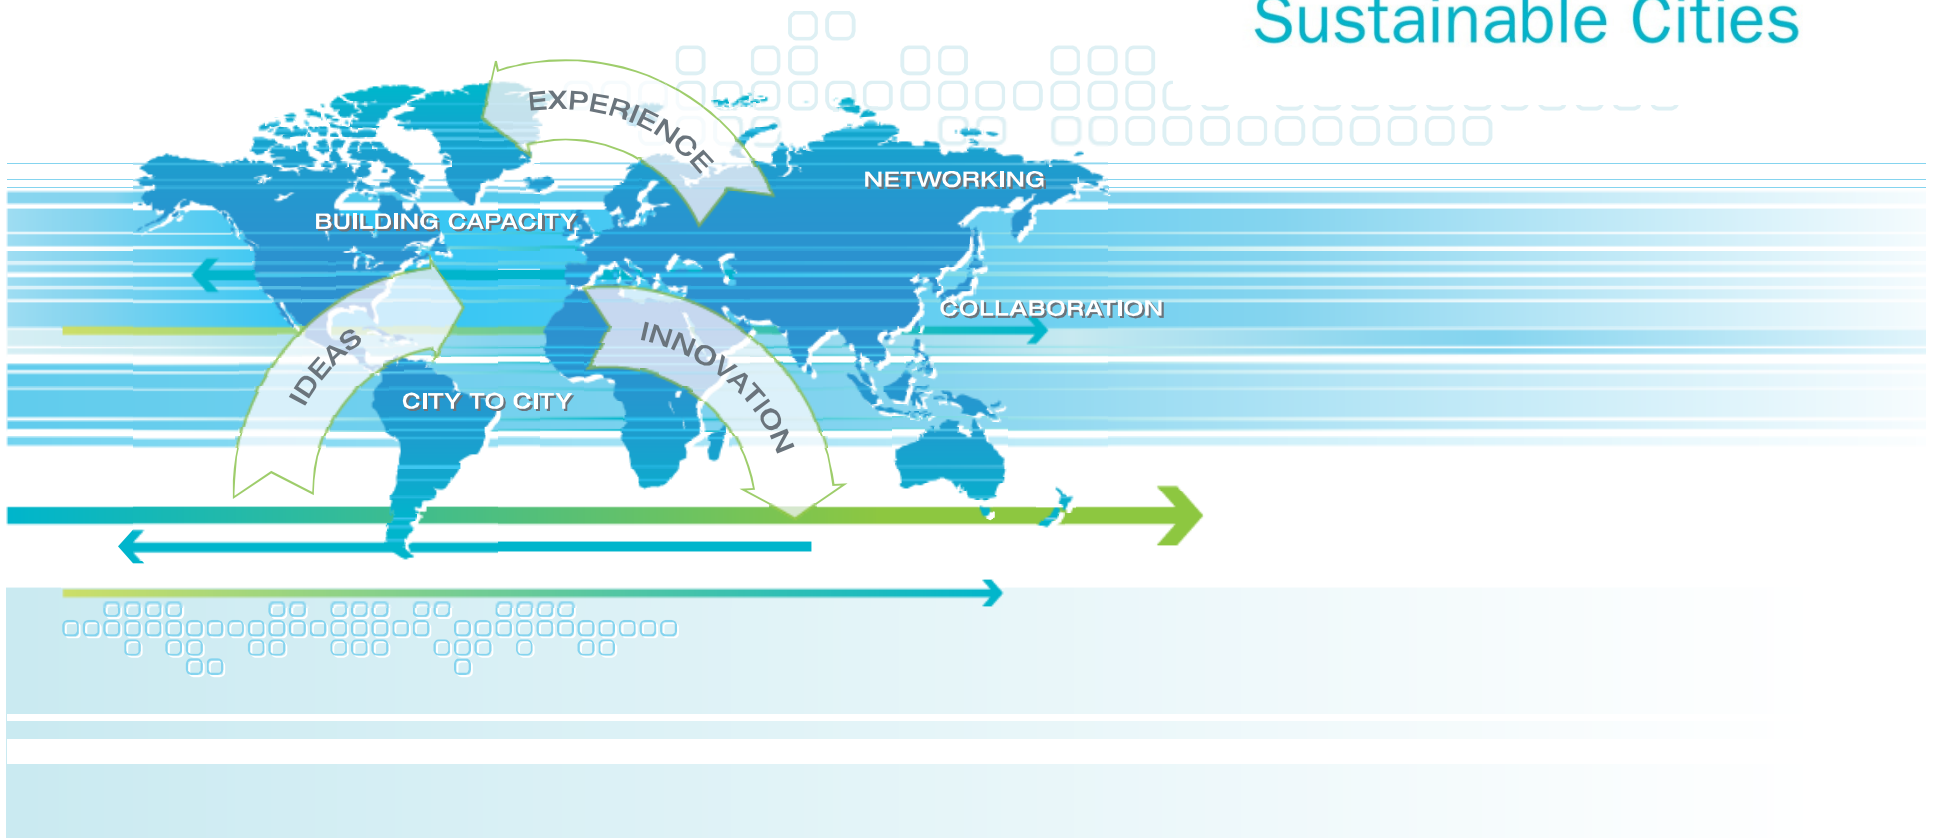 Sustainable Cities
EXPERIENCE
NETWORKING
BUILDING CAPACITY
COLLABORATION
IDEAS
INNOVATION
CITY TO CITY